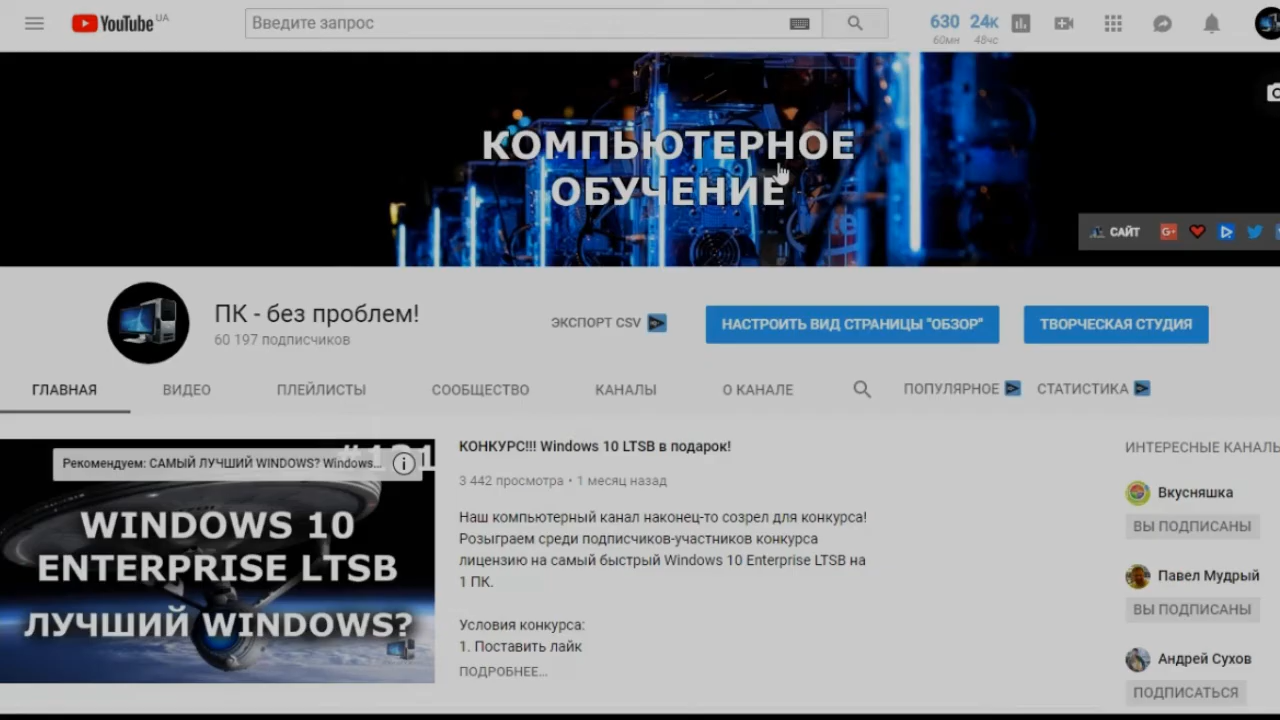 YouTube UA
Введите запрос
630 24к
60мн 48чс
КОМПЬЮТЕРНОЕ
ОБУЧЕНИЕ
САЙТ
G+
ПК - без проблем!
60 197 подписчиков
ЭКСПОРТ CSV
НАСТРОИТЬ ВИД СТРАНИЦЫ "ОБЗОР"
ТВОРЧЕСКАЯ СТУДИЯ
ГЛАВНАЯ ВИДЕО ПЛЕЙЛИСТЫ СООБЩЕСТВО КАНАЛЫ О КАНАЛЕ ПОПУЛЯРНОЕ СТАТИСТИКА
#131
Рекомендуем: САМЫЙ ЛУЧШИЙ WINDOWS? Windows...
WINDOWS 10
ENTERPRISE LTSB
ЛУЧШИЙ WINDOWS?
КОНКУРС!!! Windows 10 LTSB в подарок!
3 442 просмотра • 1 месяц назад
Наш компьютерный канал наконец-то созрел для конкурса!
Розыграем среди подписчиков-участников конкурса
лицензию на самый быстрый Windows 10 Enterprise LTSB на
1 ПК.
Условия конкурса:
1. Поставить лайк
ПОДРОБНЕЕ...
ИНТЕРЕСНЫЕ КАНАЛЫ
Вкусняшка
ВЫ ПОДПИСАНЫ
Павел Мудрый
ВЫ ПОДПИСАНЫ
Андрей Сухов
ПОДПИСАТЬСЯ